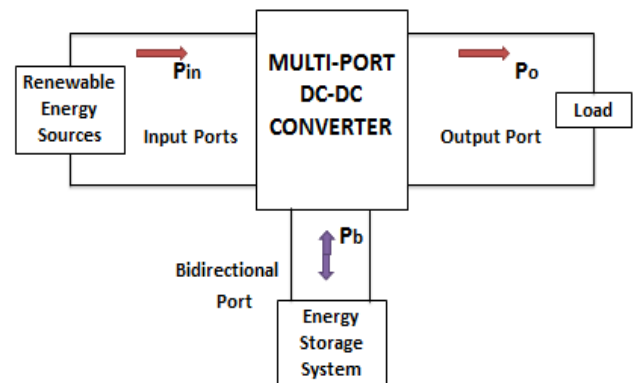 Renewable
Energy
Sources
Pin
Input Ports
MULTI-PORT
DC-DC
CONVERTER
Po
Output Port
Load
Pb
Bidirectional
Port
Energy
Storage
System